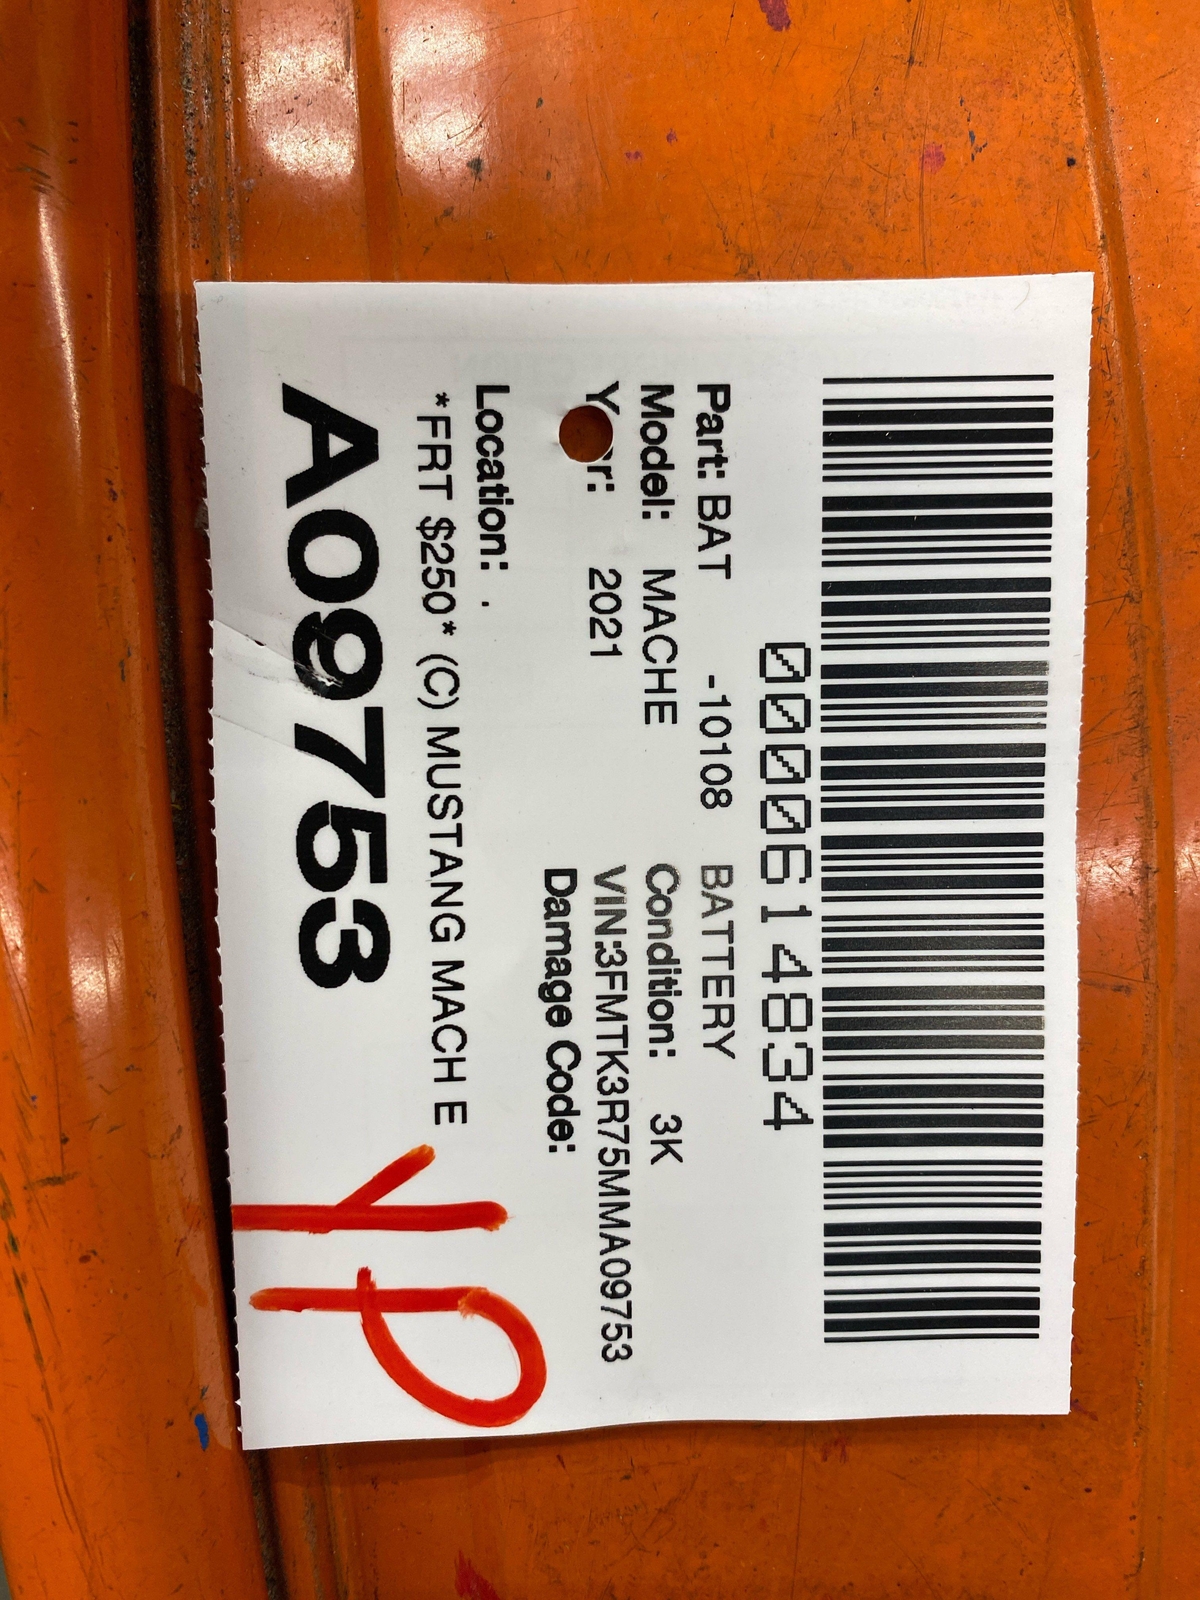 0000614834
Part: BAT -10108 BATTERY
Model: MACHE Condition: 3K
Y r: 2021 VIN:3FMTK3R75MMA09753
Damage Code:
Location: .
*FRT $250* (C) MUSTANG MACH E
A09753
YP